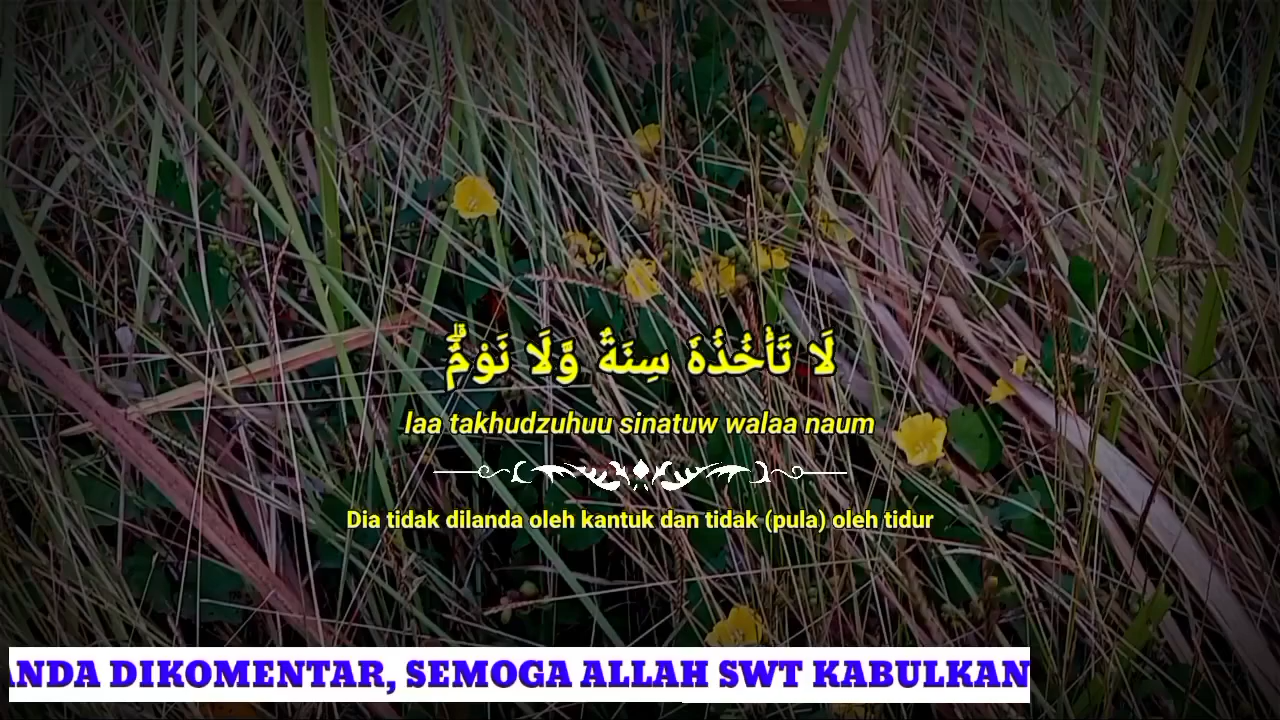 لَا تَأْخُذُهٗ سِنَةٌ وَّلَا نَوْمٌۗ
laa takhudzuhuu sinatuw walaa naum
Dia tidak dilanda oleh kantuk dan tidak (pula) oleh tidur
ANDA DIKOMENTAR, SEMOGA ALLAH SWT KABULKAN